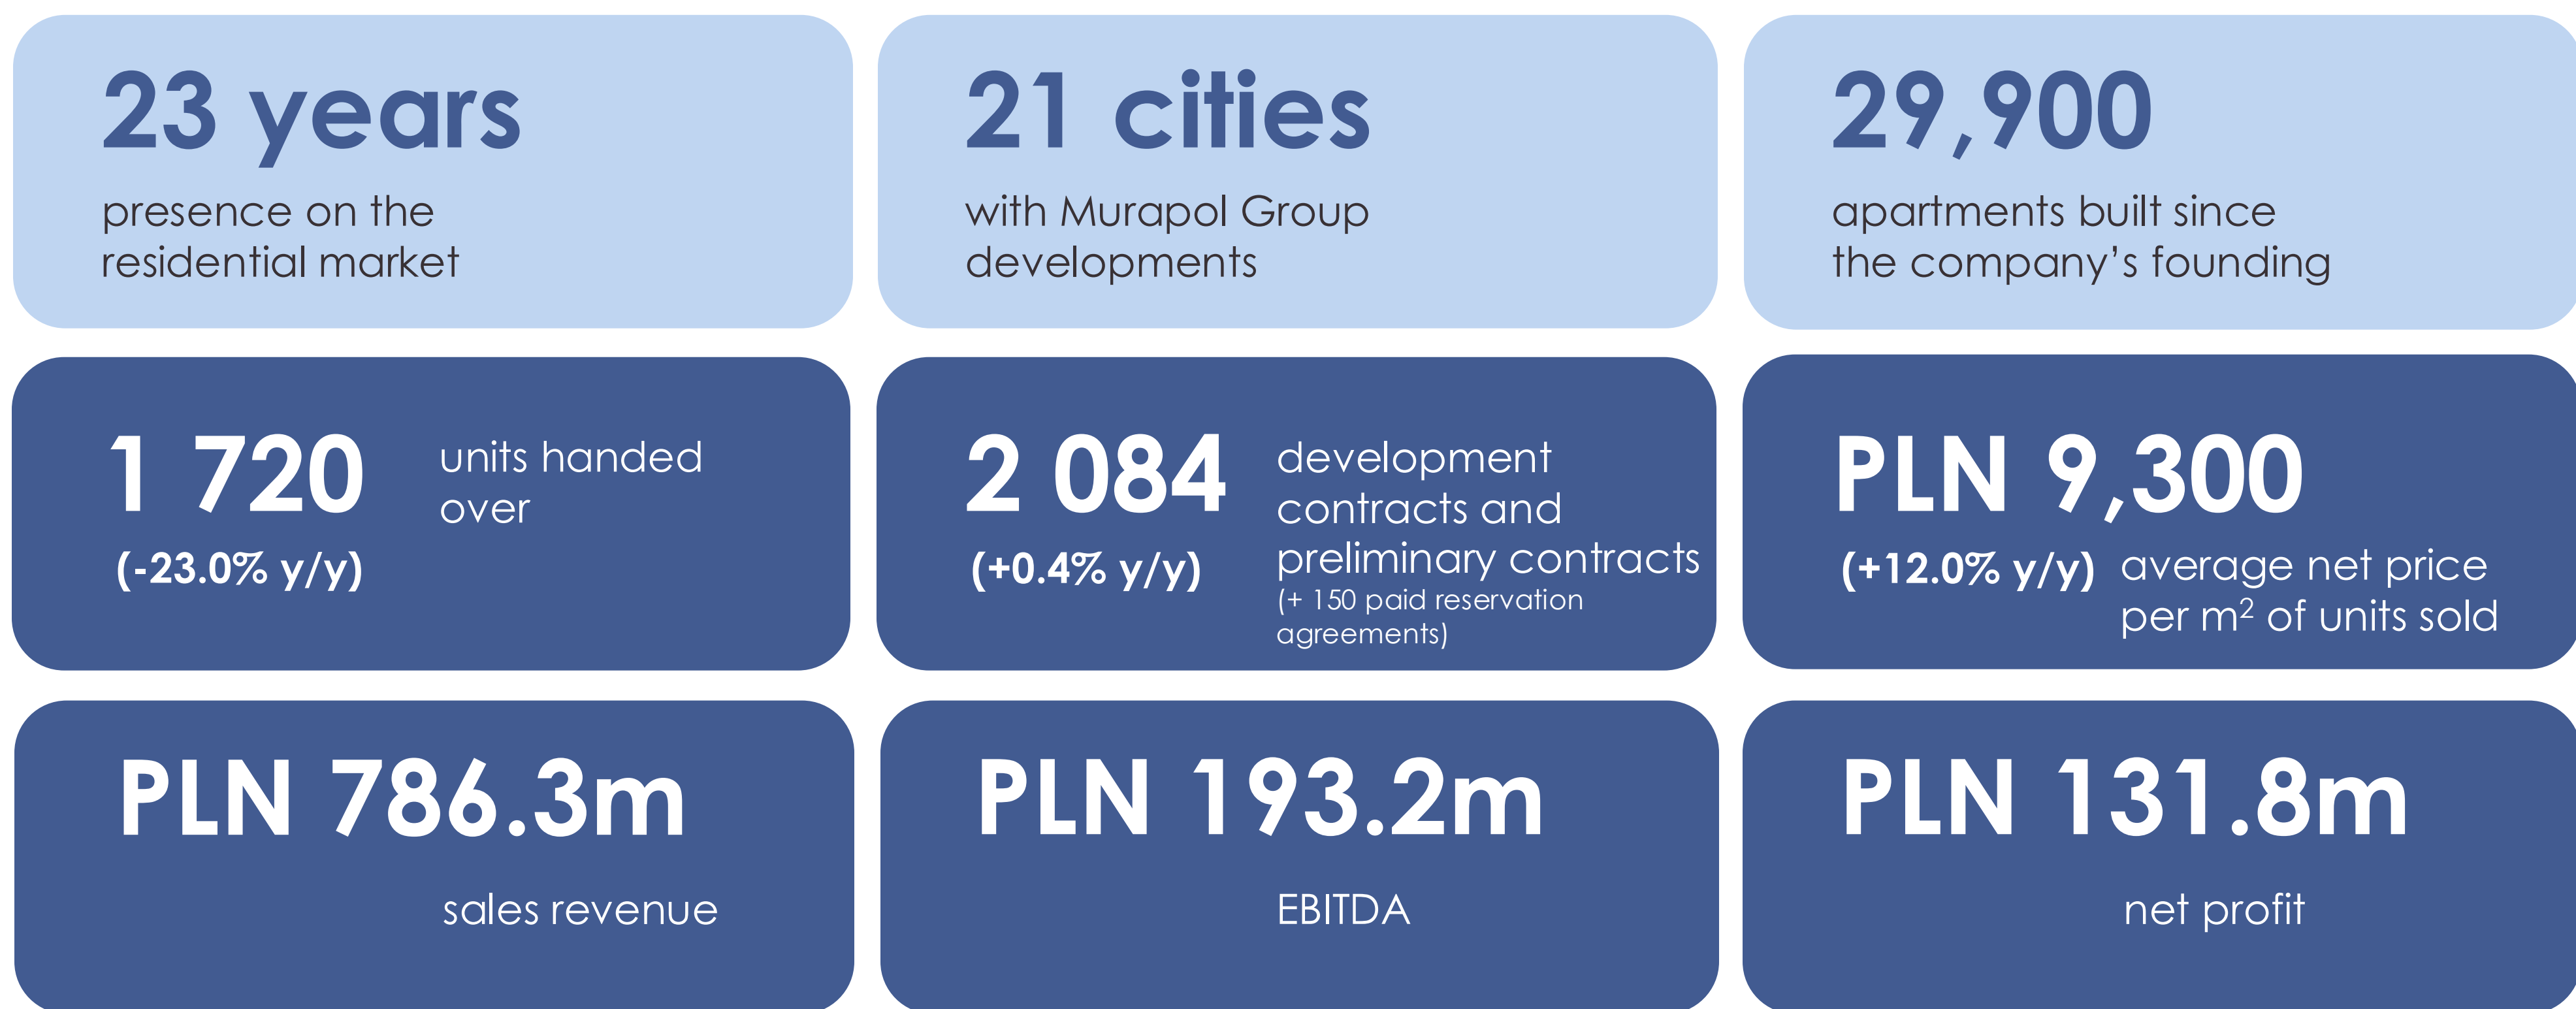 23 years
presence on the
residential market
21 cities
with Murapol Group
developments
29,900
apartments built since
the company’s founding
1 720
(-23.0% y/y)
units handed
over
2 084
(+0.4% y/y)
development
contracts and
preliminary contracts
(+ 150 paid reservation
agreements)
PLN 9,300
(+12.0% y/y) average net price
per m² of units sold
PLN 786.3m
sales revenue
PLN 193.2m
EBITDA
PLN 131.8m
net profit